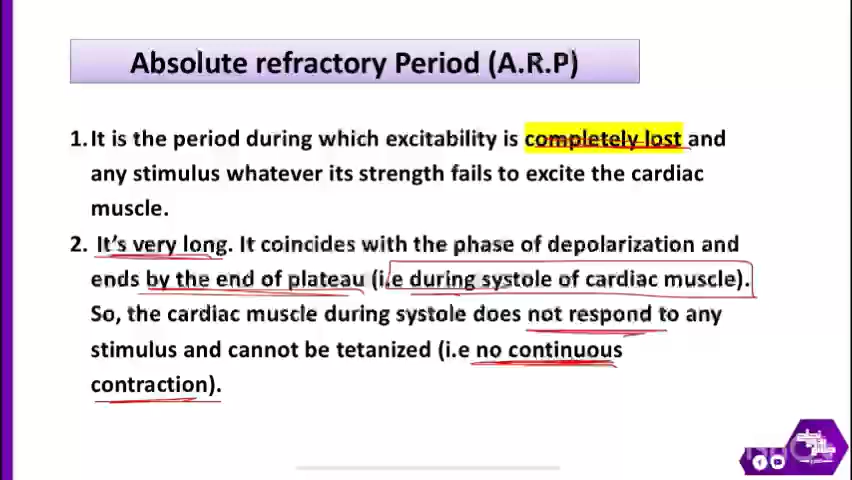 Absolute refractory Period (A.R.P)
1. It is the period during which excitability is completely lost and
any stimulus whatever its strength fails to excite the cardiac
muscle.
2. It's very long. It coincides with the phase of depolarization and
ends by the end of plateau (i.e during systole of cardiac muscle).
So, the cardiac muscle during systole does not respond to any
stimulus and cannot be tetanized (i.e no continuous
contraction).